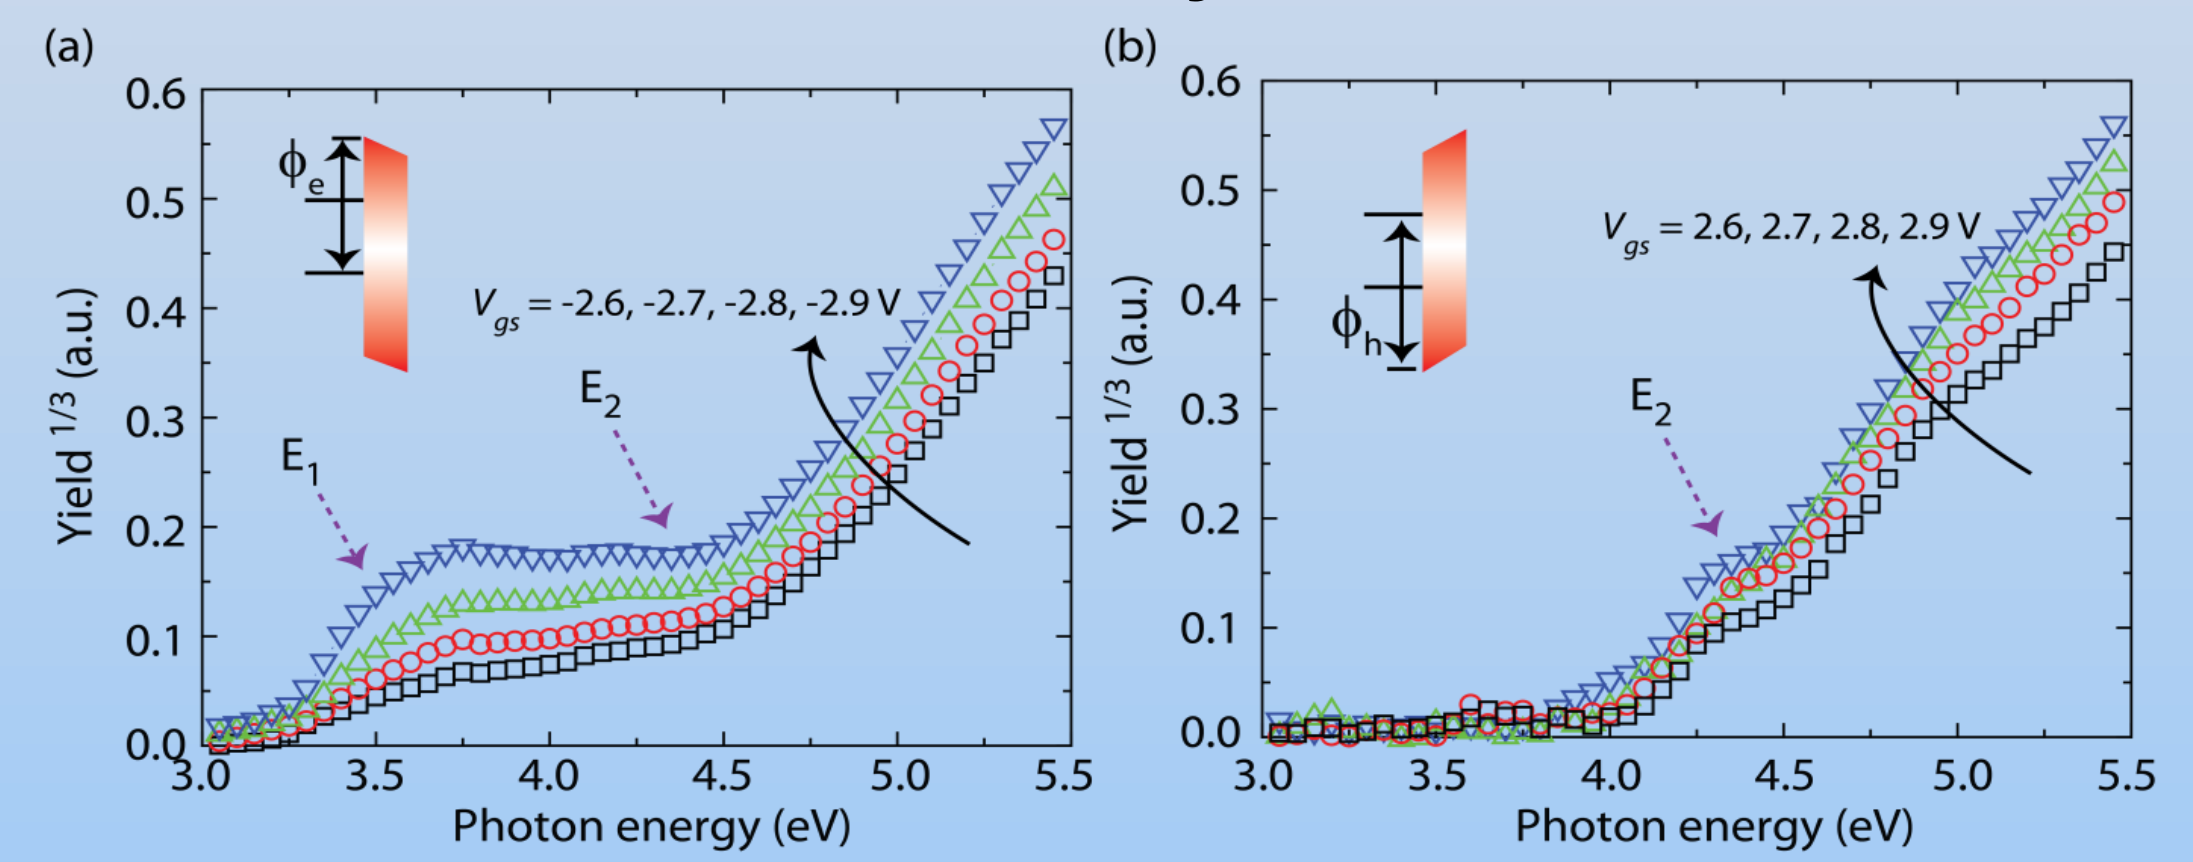 (a)
0.6
0.5
0.4
0.3
0.2
0.1
0.0
3.0 3.5 4.0 4.5 5.0 5.5
Yield 1/3 (a.u.)
Photon energy (eV)
ϕe
Vgs = -2.6, -2.7, -2.8, -2.9 V
E1
E2
(b)
0.6
0.5
0.4
0.3
0.2
0.1
0.0
3.0 3.5 4.0 4.5 5.0 5.5
Yield 1/3 (a.u.)
Photon energy (eV)
ϕh
Vgs = 2.6, 2.7, 2.8, 2.9 V
E2